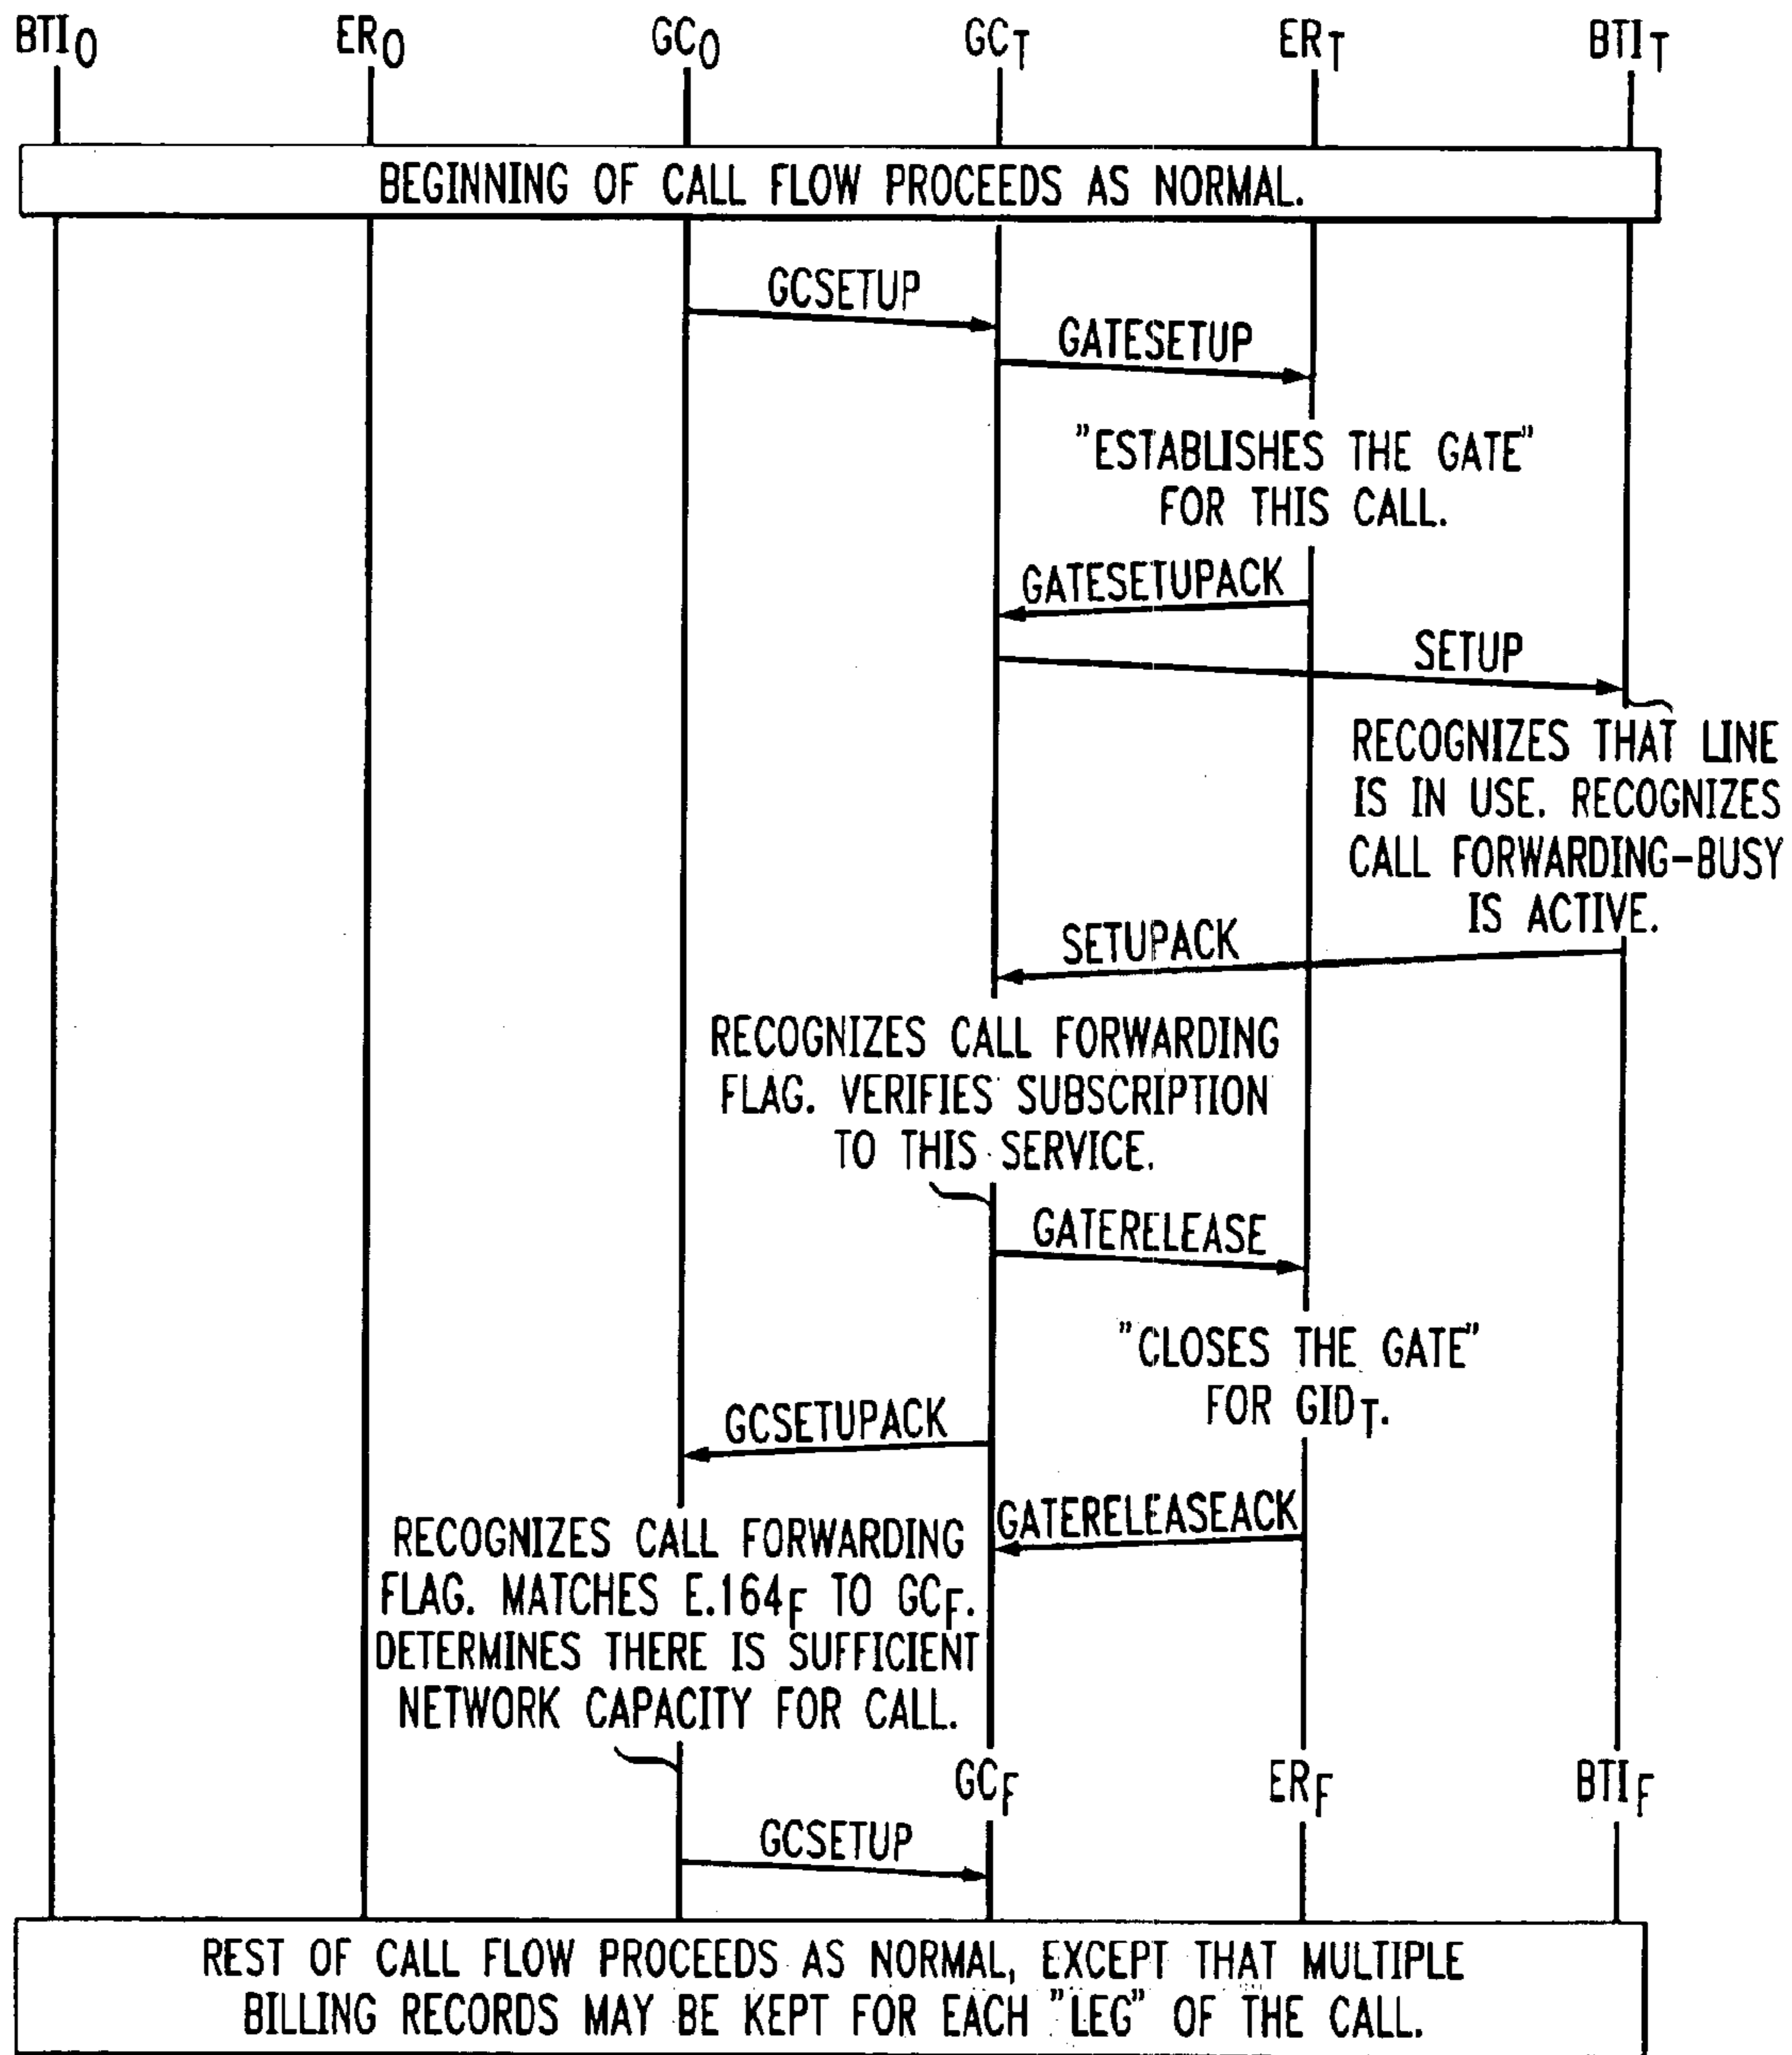 BTIO ERO GCO GCT ERT BTIT
BEGINNING OF CALL FLOW PROCEEDS AS NORMAL.
GCSETUP
GATESETUP
"ESTABLISHES THE GATE"
FOR THIS CALL.
GATESETUPACK
SETUP
RECOGNIZES THAT LINE
IS IN USE. RECOGNIZES
CALL FORWARDING-BUSY
IS ACTIVE.
SETUPACK
RECOGNIZES CALL FORWARDING
FLAG. VERIFIES SUBSCRIPTION
TO THIS SERVICE.
GATERELEASE
"CLOSES THE GATE"
FOR GIDT.
GCSETUPACK
GATERELEASEACK
RECOGNIZES CALL FORWARDING
FLAG. MATCHES E.164F TO GCF.
DETERMINES THERE IS SUFFICIENT
NETWORK CAPACITY FOR CALL.
GCF ERF BTIF
GCSETUP
REST OF CALL FLOW PROCEEDS AS NORMAL, EXCEPT THAT MULTIPLE
BILLING RECORDS MAY BE KEPT FOR EACH "LEG" OF THE CALL.